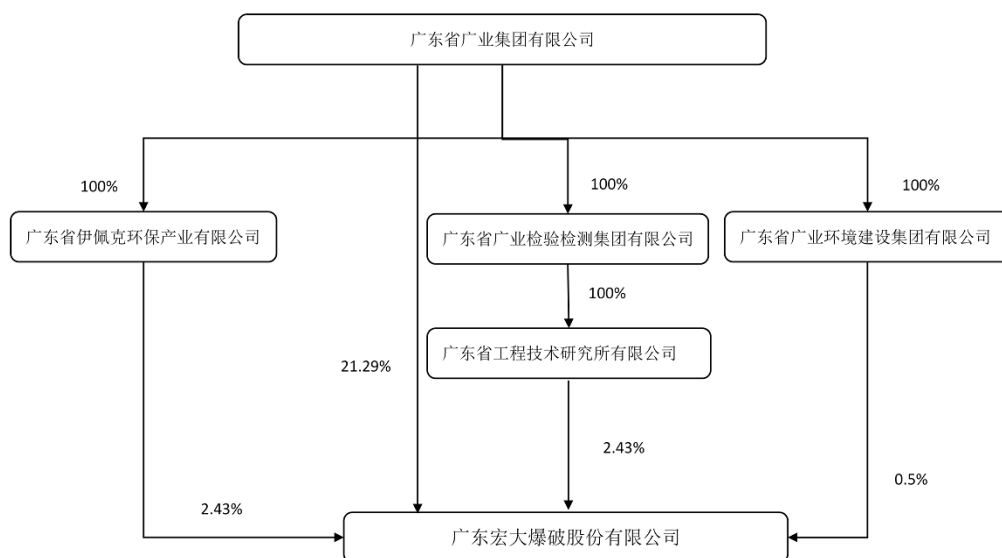 广东省广业集团有限公司
100%
100%
100%
广东省伊佩克环保产业有限公司
广东省广业检验检测集团有限公司
广东省广业环境建设集团有限公司
100%
广东省工程技术研究所有限公司
21.29%
2.43%
0.5%
2.43%
广东宏大爆破股份有限公司